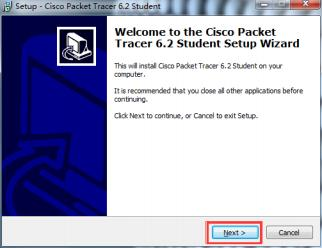 Setup - Cisco Packet Tracer 6.2 Student
Welcome to the Cisco Packet
Tracer 6.2 Student Setup Wizard
This will install Cisco Packet Tracer 6.2 Student on your
computer.
It is recommended that you close all other applications before
continuing.
Click Next to continue, or Cancel to exit Setup.
Next >
Cancel